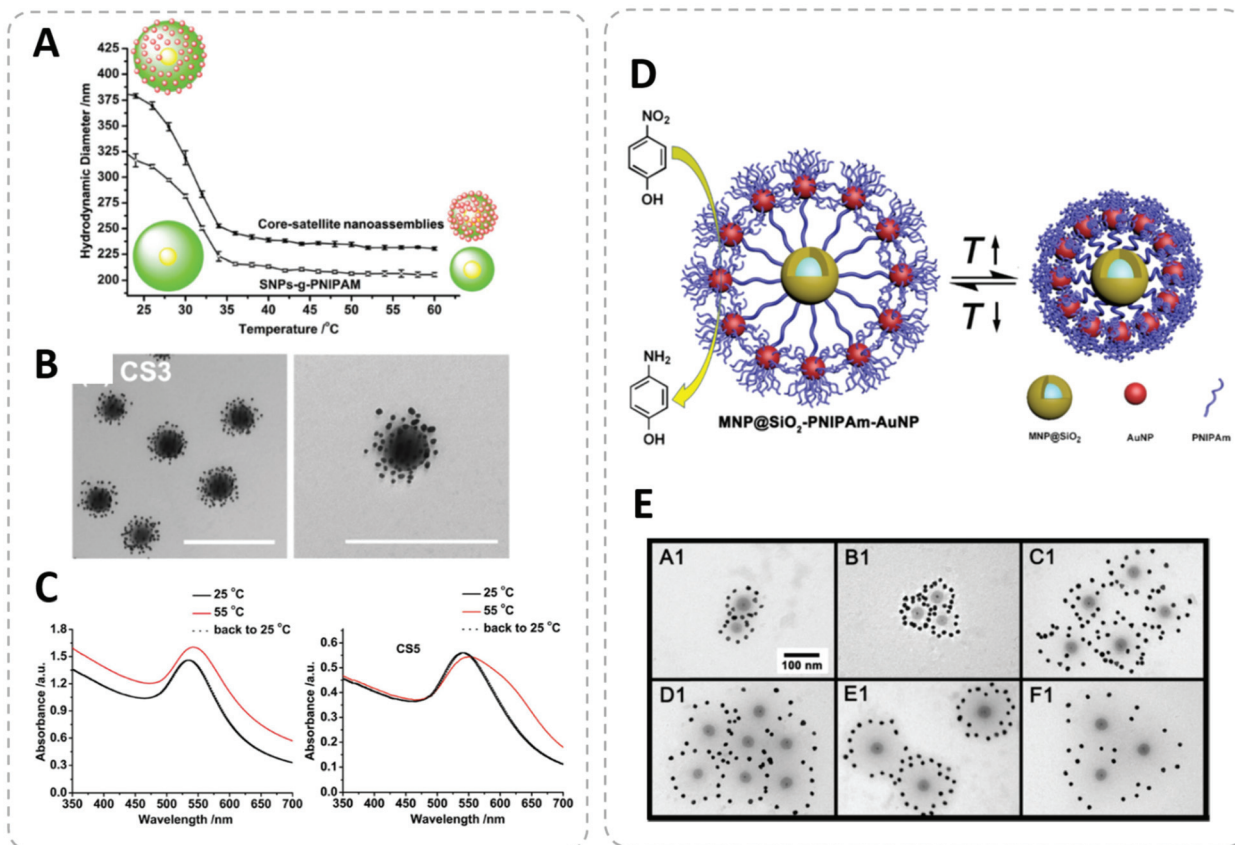 A
425
400
375
350
325
300
275
250
225
200
Hydrodynamic Diameter /nm
Core-satellite nanoassemblies
SNPs-g-PNIPAM
25 30 35 40 45 50 55 60
Temperature /°C
B
CS3
C
25 °C
55 °C
back to 25 °C
1.8
1.5
1.2
0.9
0.6
0.3
0.0
Absorbance /a.u.
350 400 450 500 550 600 650 700
Wavelength /nm
25 °C
55 °C
back to 25 °C
CS5
0.6
0.5
0.4
0.3
0.2
0.1
0.0
Absorbance /a.u.
350 400 450 500 550 600 650 700
Wavelength /nm
D
NO2
OH
NH2
OH
MNP@SiO2-PNIPAm-AuNP
T ↑
T ↓
MNP@SiO2 AuNP PNIPAm
E
A1 B1 C1
100 nm
D1 E1 F1